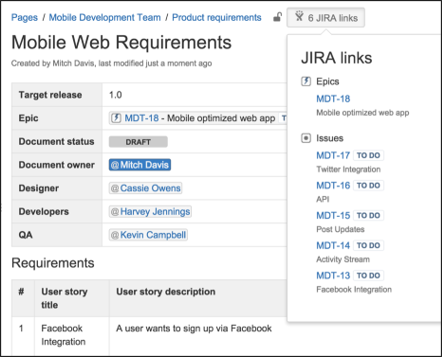 Pages / Mobile Development Team / Product requirements
6 JIRA links
Mobile Web Requirements
Created by Mitch Davis, last modified just a moment ago
Target release 1.0
Epic MDT-18 - Mobile optimized web app T
Document status DRAFT
Document owner @Mitch Davis
Designer @Cassie Owens
Developers @Harvey Jennings
QA @Kevin Campbell
Requirements
# User story title User story description
1 Facebook Integration A user wants to sign up via Facebook
JIRA links
Epics
MDT-18
Mobile optimized web app
Issues
MDT-17 TO DO
Twitter Integration
MDT-16 TO DO
API
MDT-15 TO DO
Post Updates
MDT-14 TO DO
Activity Stream
MDT-13 TO DO
Facebook Integration